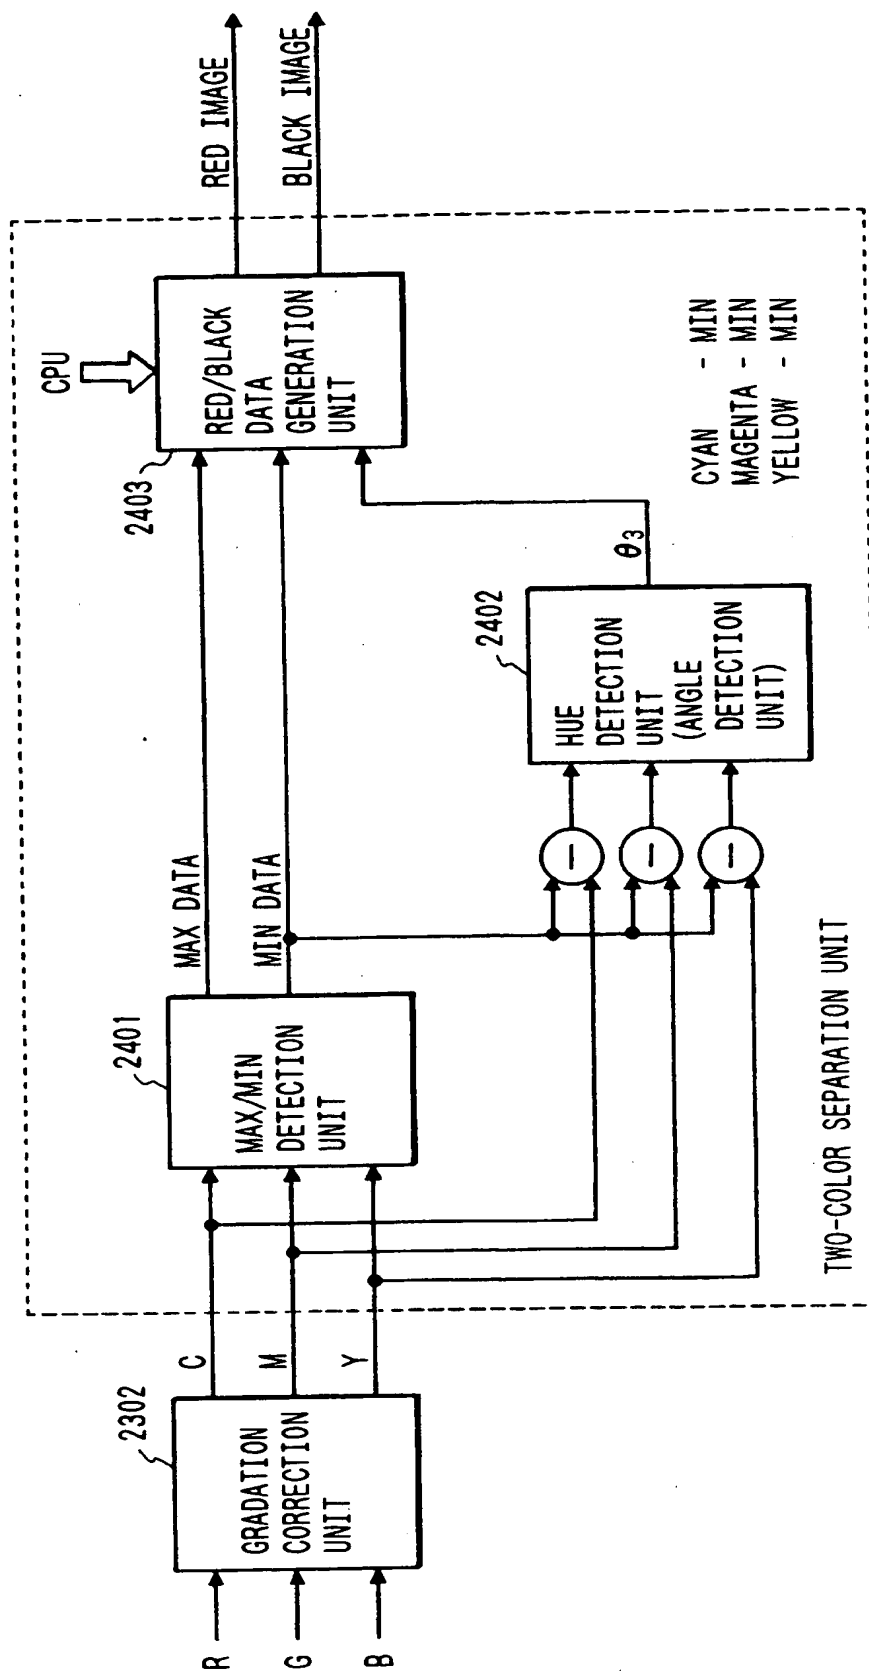 R
G
B
2302
GRADATION
CORRECTION
UNIT
C
M
Y
2401
MAX/MIN
DETECTION
UNIT
MAX DATA
MIN DATA
−
−
−
2402
HUE
DETECTION
UNIT
(ANGLE
DETECTION
UNIT)
θ3
2403
CPU
RED/BLACK
DATA
GENERATION
UNIT
RED IMAGE
BLACK IMAGE
CYAN - MIN
MAGENTA - MIN
YELLOW - MIN
TWO-COLOR SEPARATION UNIT